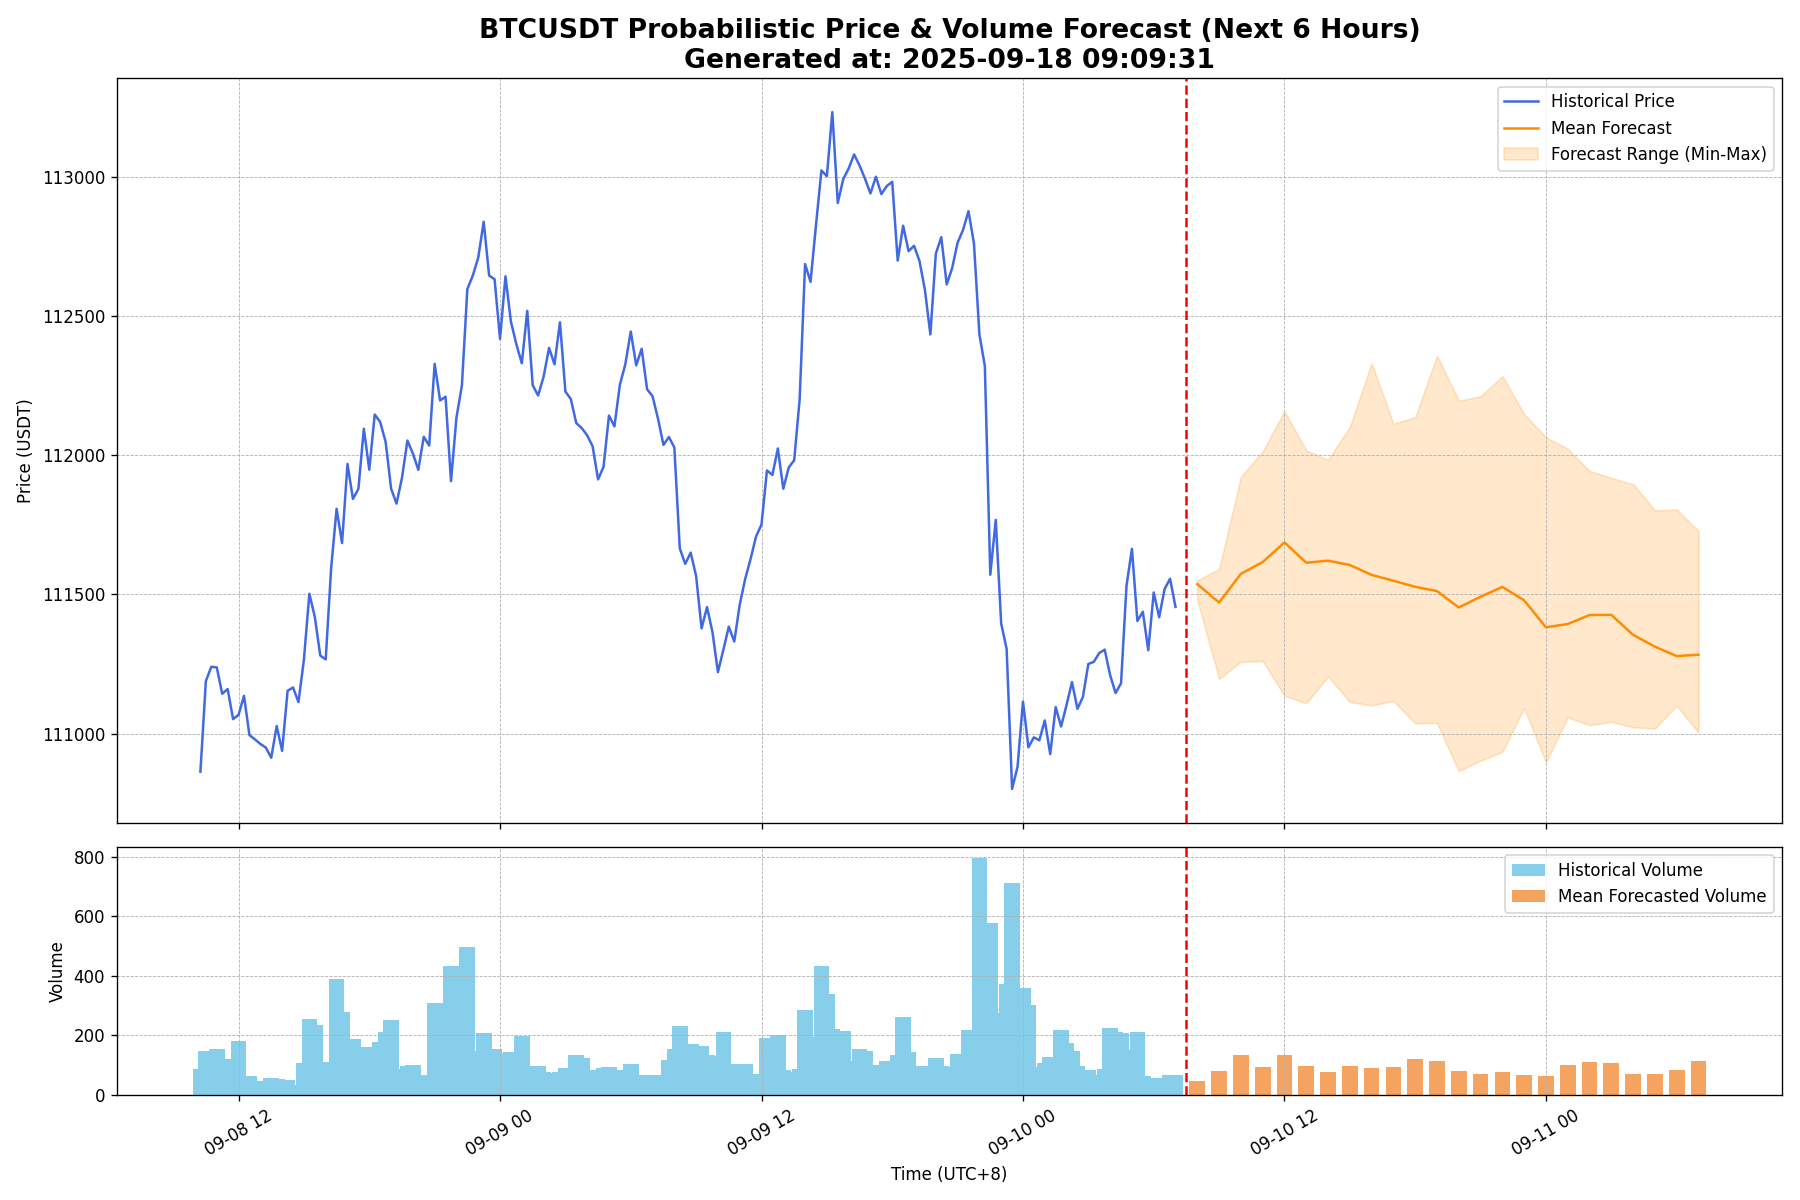 BTCUSDT Probabilistic Price & Volume Forecast (Next 6 Hours)
Generated at: 2025-09-18 09:09:31
Historical Price
Mean Forecast
Forecast Range (Min-Max)
Price (USDT)
113000
112500
112000
111500
111000
Historical Volume
Mean Forecasted Volume
Volume
800
600
400
200
0
09-08 12
09-09 00
09-09 12
09-10 00
09-10 12
09-11 00
Time (UTC+8)